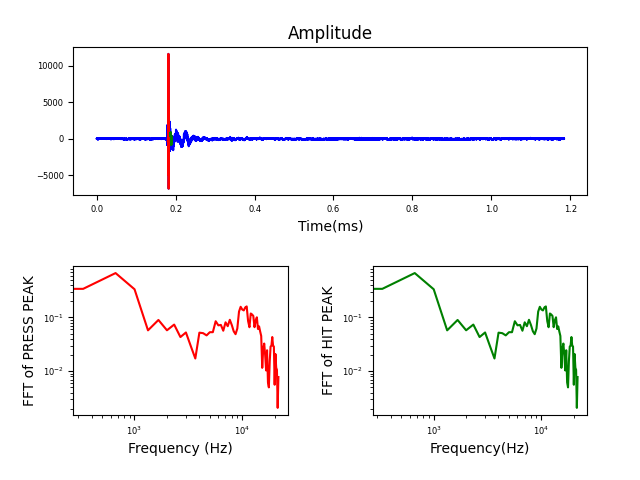 Amplitude
10000
5000
0
−5000
0.0 0.2 0.4 0.6 0.8 1.0 1.2
Time(ms)
FFT of PRESS PEAK
10⁻¹
10⁻²
10³ 10⁴
Frequency (Hz)
FFT of HIT PEAK
10⁻¹
10⁻²
10³ 10⁴
Frequency(Hz)